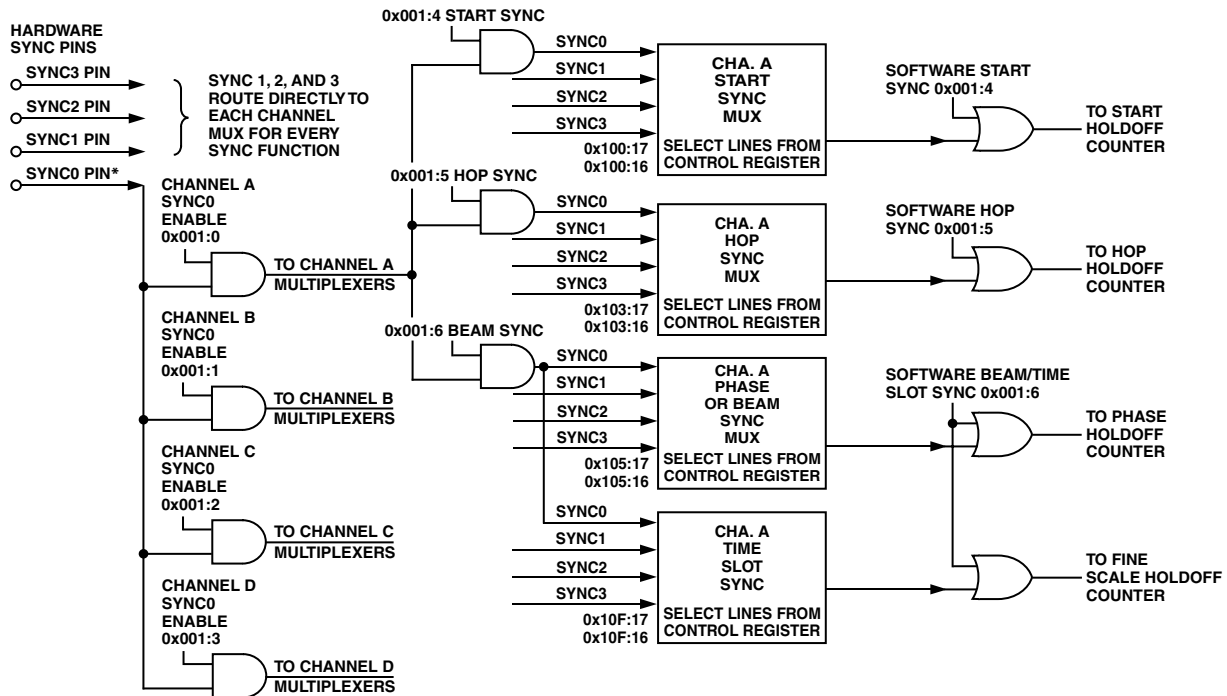 HARDWARE
SYNC PINS
SYNC3 PIN
SYNC2 PIN
SYNC1 PIN
SYNC0 PIN*
SYNC 1, 2, AND 3
ROUTE DIRECTLY TO
EACH CHANNEL
MUX FOR EVERY
SYNC FUNCTION
CHANNEL A
SYNC0
ENABLE
0x001:0
TO CHANNEL A
MULTIPLEXERS
CHANNEL B
SYNC0
ENABLE
0x001:1
TO CHANNEL B
MULTIPLEXERS
CHANNEL C
SYNC0
ENABLE
0x001:2
TO CHANNEL C
MULTIPLEXERS
CHANNEL D
SYNC0
ENABLE
0x001:3
TO CHANNEL D
MULTIPLEXERS
0x001:4 START SYNC
SYNC0
SYNC1
SYNC2
SYNC3
0x100:17
0x100:16
CHA. A
START
SYNC
MUX
SELECT LINES FROM
CONTROL REGISTER
SOFTWARE START
SYNC 0x001:4
TO START
HOLDOFF
COUNTER
0x001:5 HOP SYNC
SYNC0
SYNC1
SYNC2
SYNC3
0x103:17
0x103:16
CHA. A
HOP
SYNC
MUX
SELECT LINES FROM
CONTROL REGISTER
SOFTWARE HOP
SYNC 0x001:5
TO HOP
HOLDOFF
COUNTER
0x001:6 BEAM SYNC
SYNC0
SYNC1
SYNC2
SYNC3
0x105:17
0x105:16
CHA. A
PHASE
OR BEAM
SYNC
MUX
SELECT LINES FROM
CONTROL REGISTER
SOFTWARE BEAM/TIME
SLOT SYNC 0x001:6
TO PHASE
HOLDOFF
COUNTER
SYNC0
SYNC1
SYNC2
SYNC3
0x10F:17
0x10F:16
CHA. A
TIME
SLOT
SYNC
SELECT LINES FROM
CONTROL REGISTER
TO FINE
SCALE HOLDOFF
COUNTER